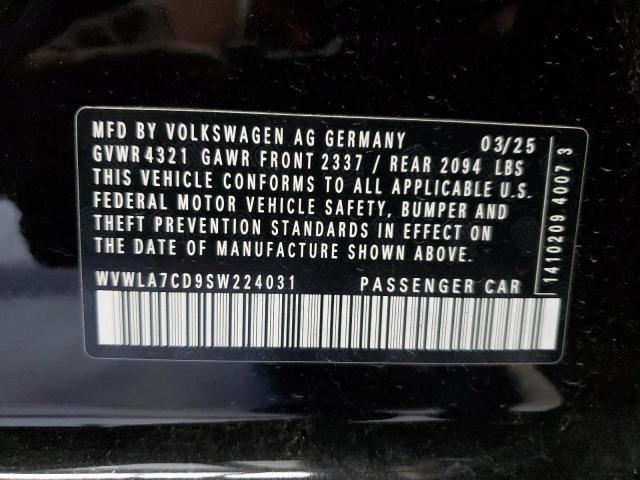 MFD BY VOLKSWAGEN AG GERMANY 03/25
GVWR 4321 GAWR FRONT 2337 / REAR 2094 LBS
THIS VEHICLE CONFORMS TO ALL APPLICABLE U.S.
FEDERAL MOTOR VEHICLE SAFETY, BUMPER AND
THEFT PREVENTION STANDARDS IN EFFECT ON
THE DATE OF MANUFACTURE SHOWN ABOVE.
WVWLA7CD9SW224031 PASSENGER CAR
1410209 40073